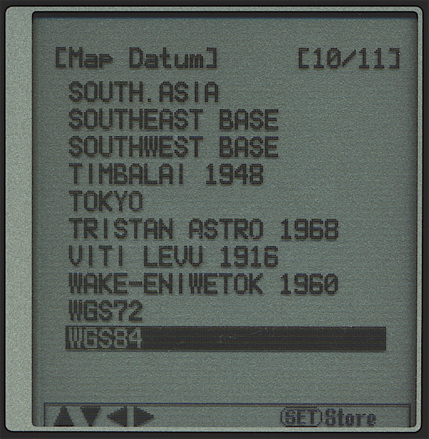 [Map Datum] [10/11]
SOUTH.ASIA
SOUTHEAST BASE
SOUTHWEST BASE
TIMBALAI 1948
TOKYO
TRISTAN ASTRO 1968
VITI LEVU 1916
WAKE-ENIWETOK 1960
WGS72
WGS84
▲▼◀▶ (SET)Store